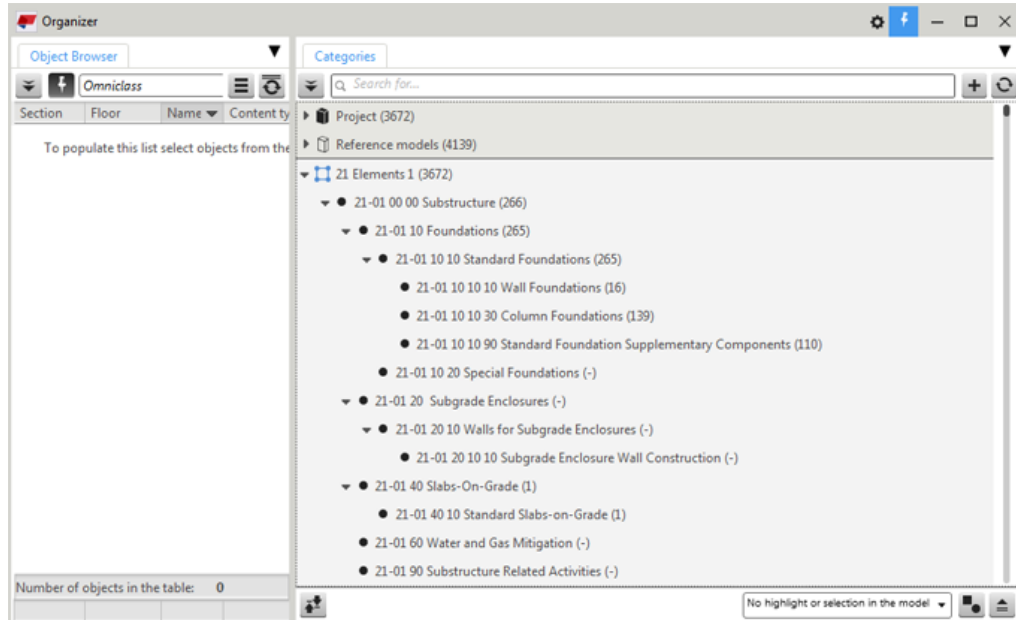 Organizer
Object Browser
Omniclass
Section Floor Name Content ty
To populate this list select objects from the
Number of objects in the table: 0
Categories
Search for...
Project (3672)
Reference models (4139)
21 Elements 1 (3672)
21-01 00 00 Substructure (266)
21-01 10 Foundations (265)
21-01 10 10 Standard Foundations (265)
21-01 10 10 10 Wall Foundations (16)
21-01 10 10 30 Column Foundations (139)
21-01 10 10 90 Standard Foundation Supplementary Components (110)
21-01 10 20 Special Foundations (-)
21-01 20 Subgrade Enclosures (-)
21-01 20 10 Walls for Subgrade Enclosures (-)
21-01 20 10 10 Subgrade Enclosure Wall Construction (-)
21-01 40 Slabs-On-Grade (1)
21-01 40 10 Standard Slabs-on-Grade (1)
21-01 60 Water and Gas Mitigation (-)
21-01 90 Substructure Related Activities (-)
No highlight or selection in the model